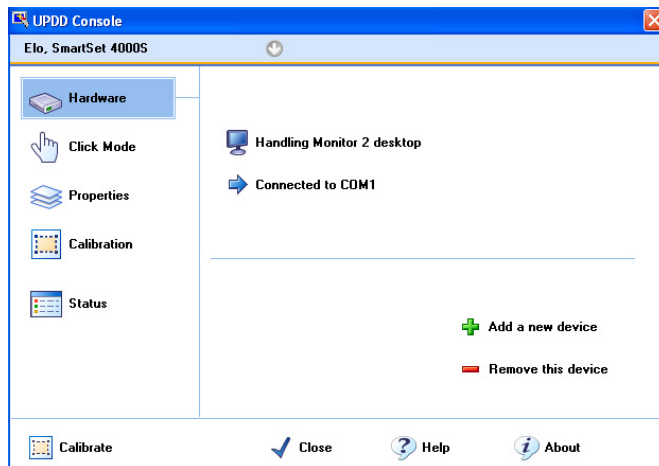 UPDD Console
Elo, SmartSet 4000S
Hardware
Click Mode
Properties
Calibration
Status
Handling Monitor 2 desktop
Connected to COM1
Add a new device
Remove this device
Calibrate
Close
Help
About